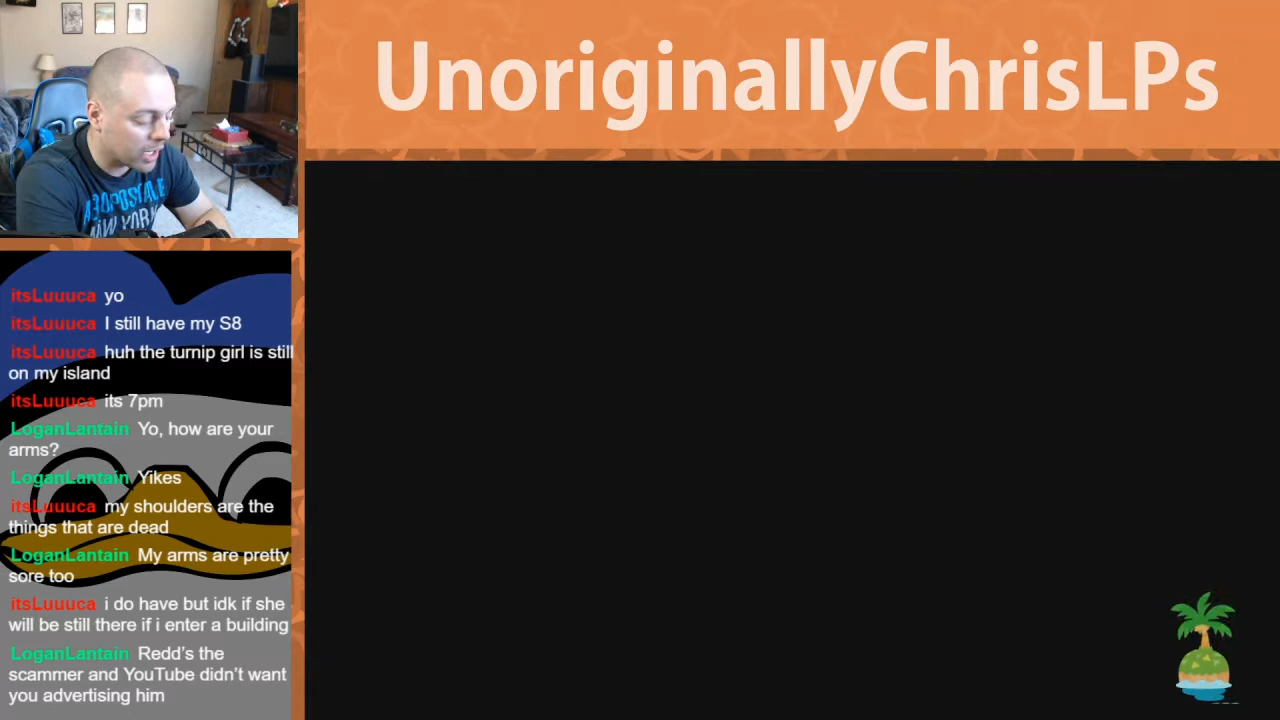 UnoriginallyChrisLPs
AEROPOSTALE
NEW YORK
itsLuuuca yo
itsLuuuca I still have my S8
itsLuuuca huh the turnip girl is still
on my island
itsLuuuca its 7pm
LoganLantain Yo, how are your
arms?
LoganLantain Yikes
itsLuuuca my shoulders are the
things that are dead
LoganLantain My arms are pretty
sore too
itsLuuuca i do have but idk if she
will be still there if i enter a building
LoganLantain Redd’s the
scammer and YouTube didn’t want
you advertising him